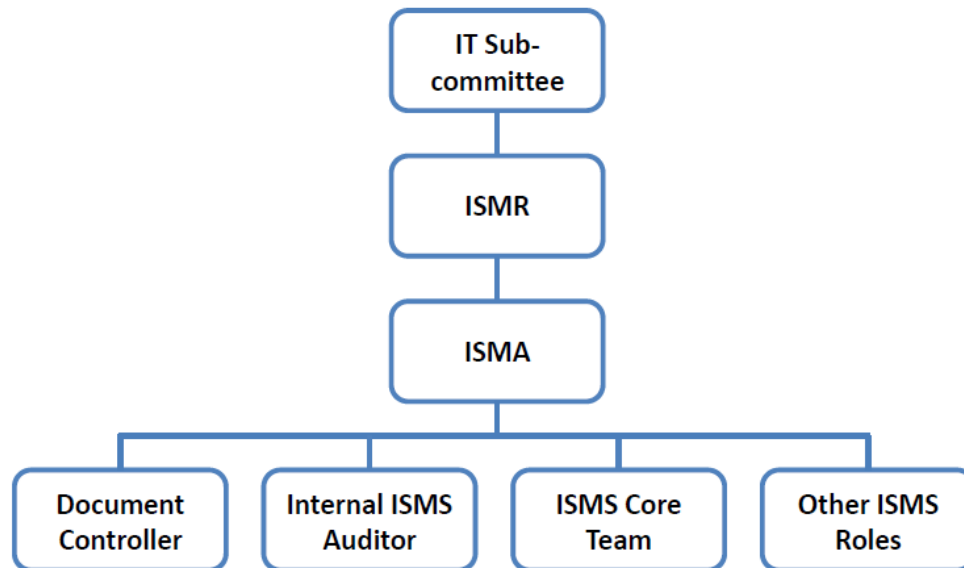 IT Sub-
committee
ISMR
ISMA
Document
Controller
Internal ISMS
Auditor
ISMS Core
Team
Other ISMS
Roles